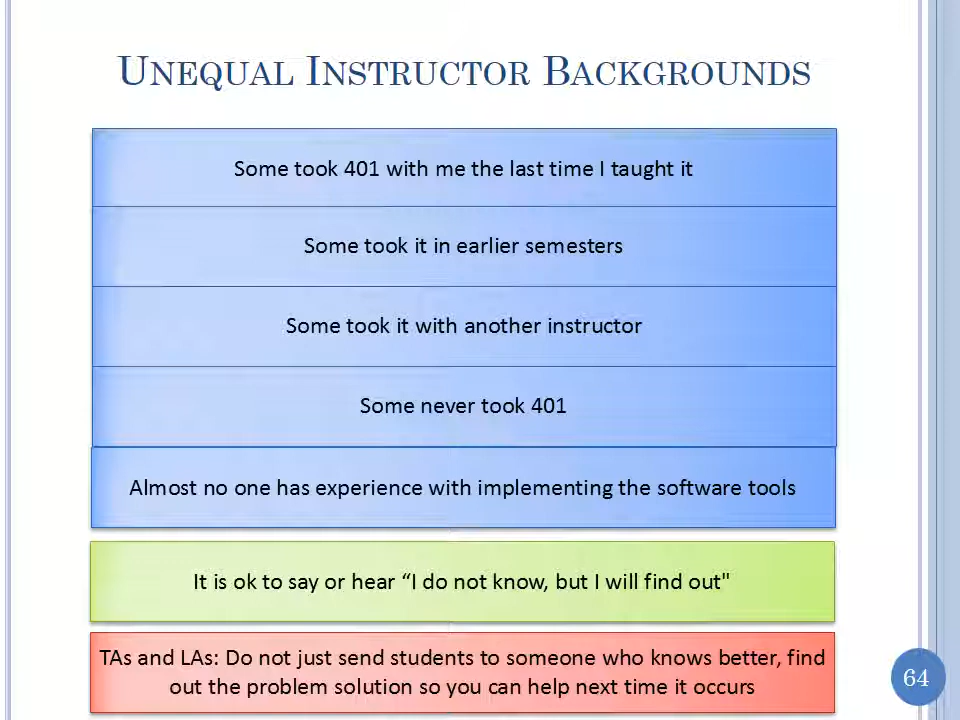 Unequal Instructor Backgrounds
Some took 401 with me the last time I taught it
Some took it in earlier semesters
Some took it with another instructor
Some never took 401
Almost no one has experience with implementing the software tools
It is ok to say or hear “I do not know, but I will find out"
TAs and LAs: Do not just send students to someone who knows better, find
out the problem solution so you can help next time it occurs
64